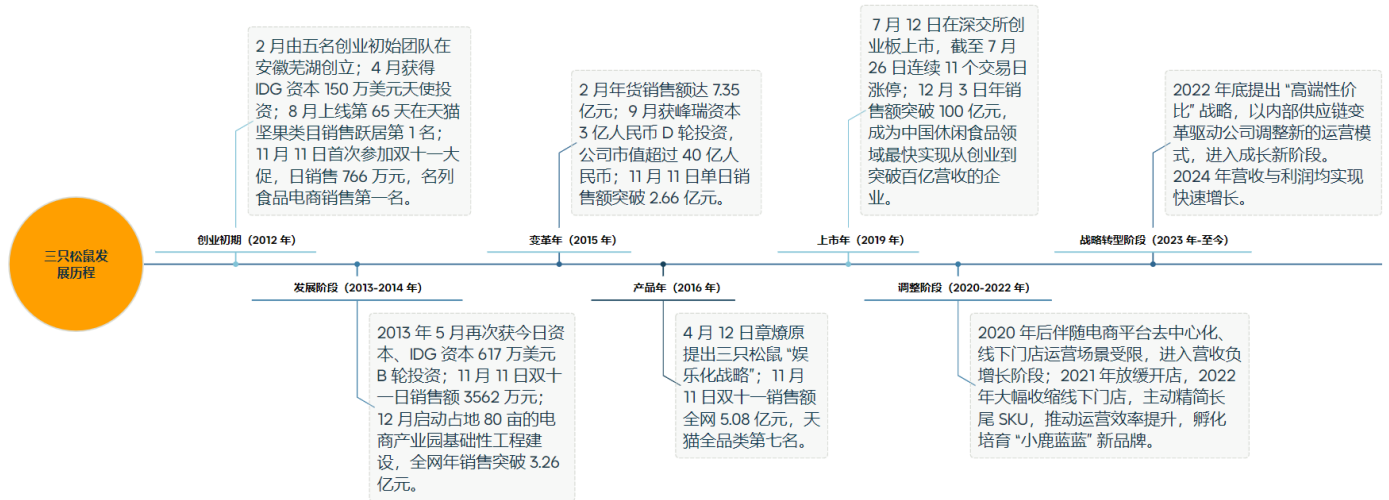 三只松鼠发
展历程
创业初期（2012 年）
2 月由五名创业初始团队在
安徽芜湖创立；4 月获得
IDG 资本 150 万美元天使投
资；8 月上线第 65 天在天猫
坚果类目销售跃居第 1 名；
11 月 11 日首次参加双十一大
促，日销售 766 万元，名列
食品电商销售第一名。
发展阶段（2013-2014 年）
2013 年 5 月再次获今日资
本、IDG 资本 617 万美元
B 轮投资；11 月 11 日双十
一日销售额 3562 万元；
12 月启动占地 80 亩的电
商产业园基础性工程建
设，全网年销售突破 3.26
亿元。
变革年（2015 年）
2 月年货销售额达 7.35
亿元；9 月获峰瑞资本
3 亿人民币 D 轮投资，
公司市值超过 40 亿人
民币；11 月 11 日单日销
售额突破 2.66 亿元。
产品年（2016 年）
4 月 12 日章燎原
提出三只松鼠 “娱
乐化战略”；11 月
11 日双十一销售额
全网 5.08 亿元，天
猫全品类第七名。
上市年（2019 年）
7 月 12 日在深交所创
业板上市，截至 7 月
26 日连续 11 个交易日
涨停；12 月 3 日年销
售额突破 100 亿元，
成为中国休闲食品领
域最快实现从创业到
突破百亿营收的企
业。
调整阶段（2020-2022 年）
2020 年后伴随电商平台去中心化、
线下门店运营场景受限，进入营收负
增长阶段；2021 年放缓开店，2022
年大幅收缩线下门店，主动精简长
尾 SKU，推动运营效率提升，孵化
培育 “小鹿蓝蓝” 新品牌。
战略转型阶段（2023 年-至今）
2022 年底提出 “高端性价
比” 战略，以内部供应链变
革驱动公司调整新的运营模
式，进入成长新阶段。
2024 年营收与利润均实现
快速增长。